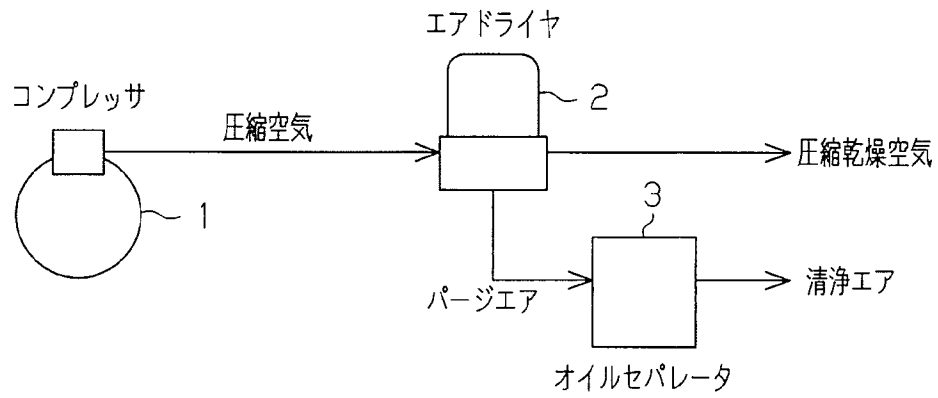 エアドライヤ
コンプレッサ
2
圧縮空気
圧縮乾燥空気
1
3
パージエア
清浄エア
オイルセパレータ